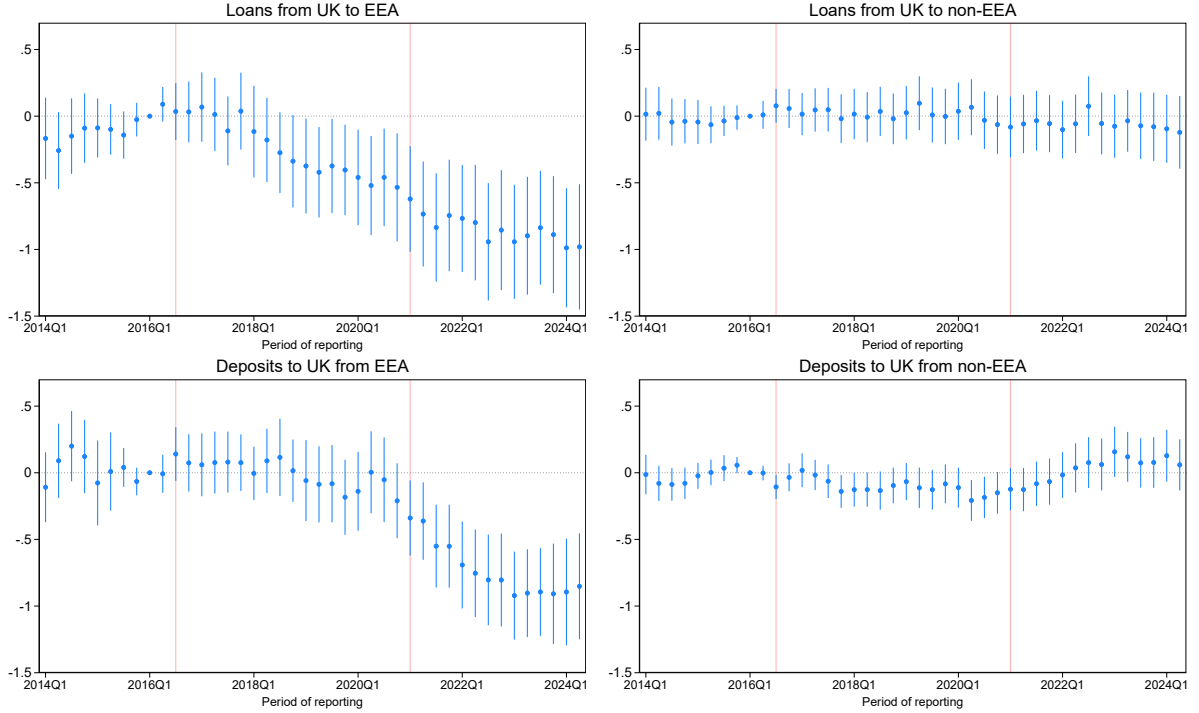 Loans from UK to EEA
.5
0
-.5
-1
-1.5
2014Q1 2016Q1 2018Q1 2020Q1 2022Q1 2024Q1
Period of reporting
Loans from UK to non-EEA
.5
0
-.5
-1
-1.5
2014Q1 2016Q1 2018Q1 2020Q1 2022Q1 2024Q1
Period of reporting
Deposits to UK from EEA
.5
0
-.5
-1
-1.5
2014Q1 2016Q1 2018Q1 2020Q1 2022Q1 2024Q1
Period of reporting
Deposits to UK from non-EEA
.5
0
-.5
-1
-1.5
2014Q1 2016Q1 2018Q1 2020Q1 2022Q1 2024Q1
Period of reporting